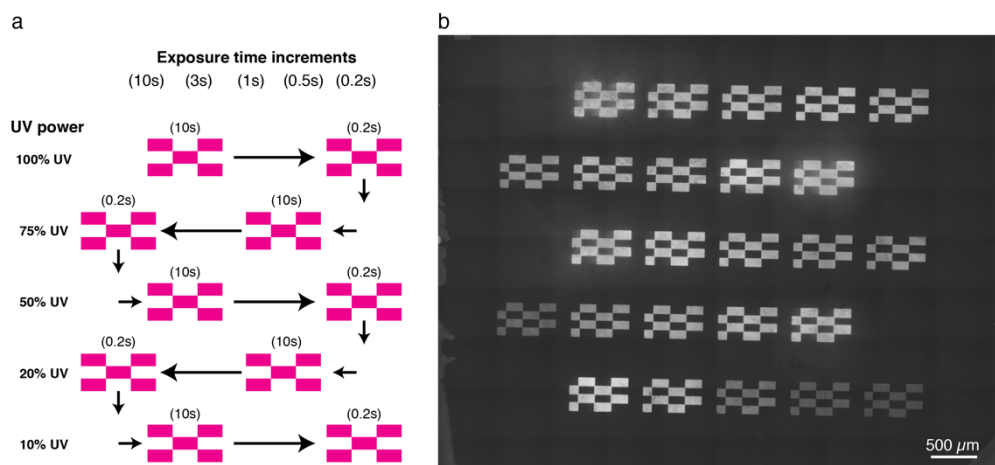 a
Exposure time increments
(10s) (3s) (1s) (0.5s) (0.2s)
UV power
(10s) (0.2s)
100% UV
(0.2s) (10s)
75% UV
(10s) (0.2s)
50% UV
(0.2s) (10s)
20% UV
(10s) (0.2s)
10% UV
b
500 µm